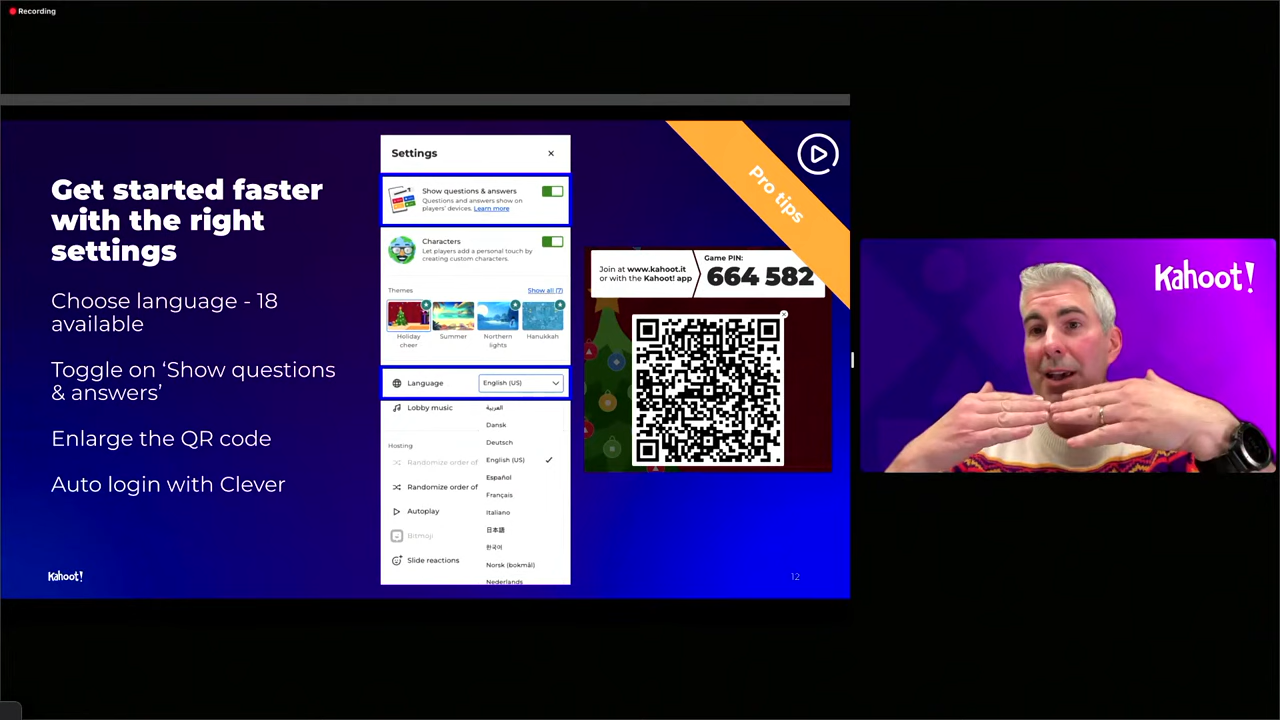 Recording
Get started faster
with the right
settings
Choose language - 18
available
Toggle on ‘Show questions
& answers’
Enlarge the QR code
Auto login with Clever
Kahoot!
Settings
Show questions & answers
Questions and answers show on
players' devices. Learn more
Characters
Let players add a personal touch by
creating custom characters.
Themes
Show all (7)
Holiday
cheer
Summer
Northern
lights
Hanukkah
Language
English (US)
Lobby music
العربية
Dansk
Deutsch
English (US)
Español
Français
Italiano
日本語
한국어
Norsk (bokmål)
Nederlands
Hosting
Randomize order of
Randomize order of
Autoplay
Bitmoji
Slide reactions
Pro tips
Join at www.kahoot.it
or with the Kahoot! app
Game PIN:
664 582
12
Kahoot!